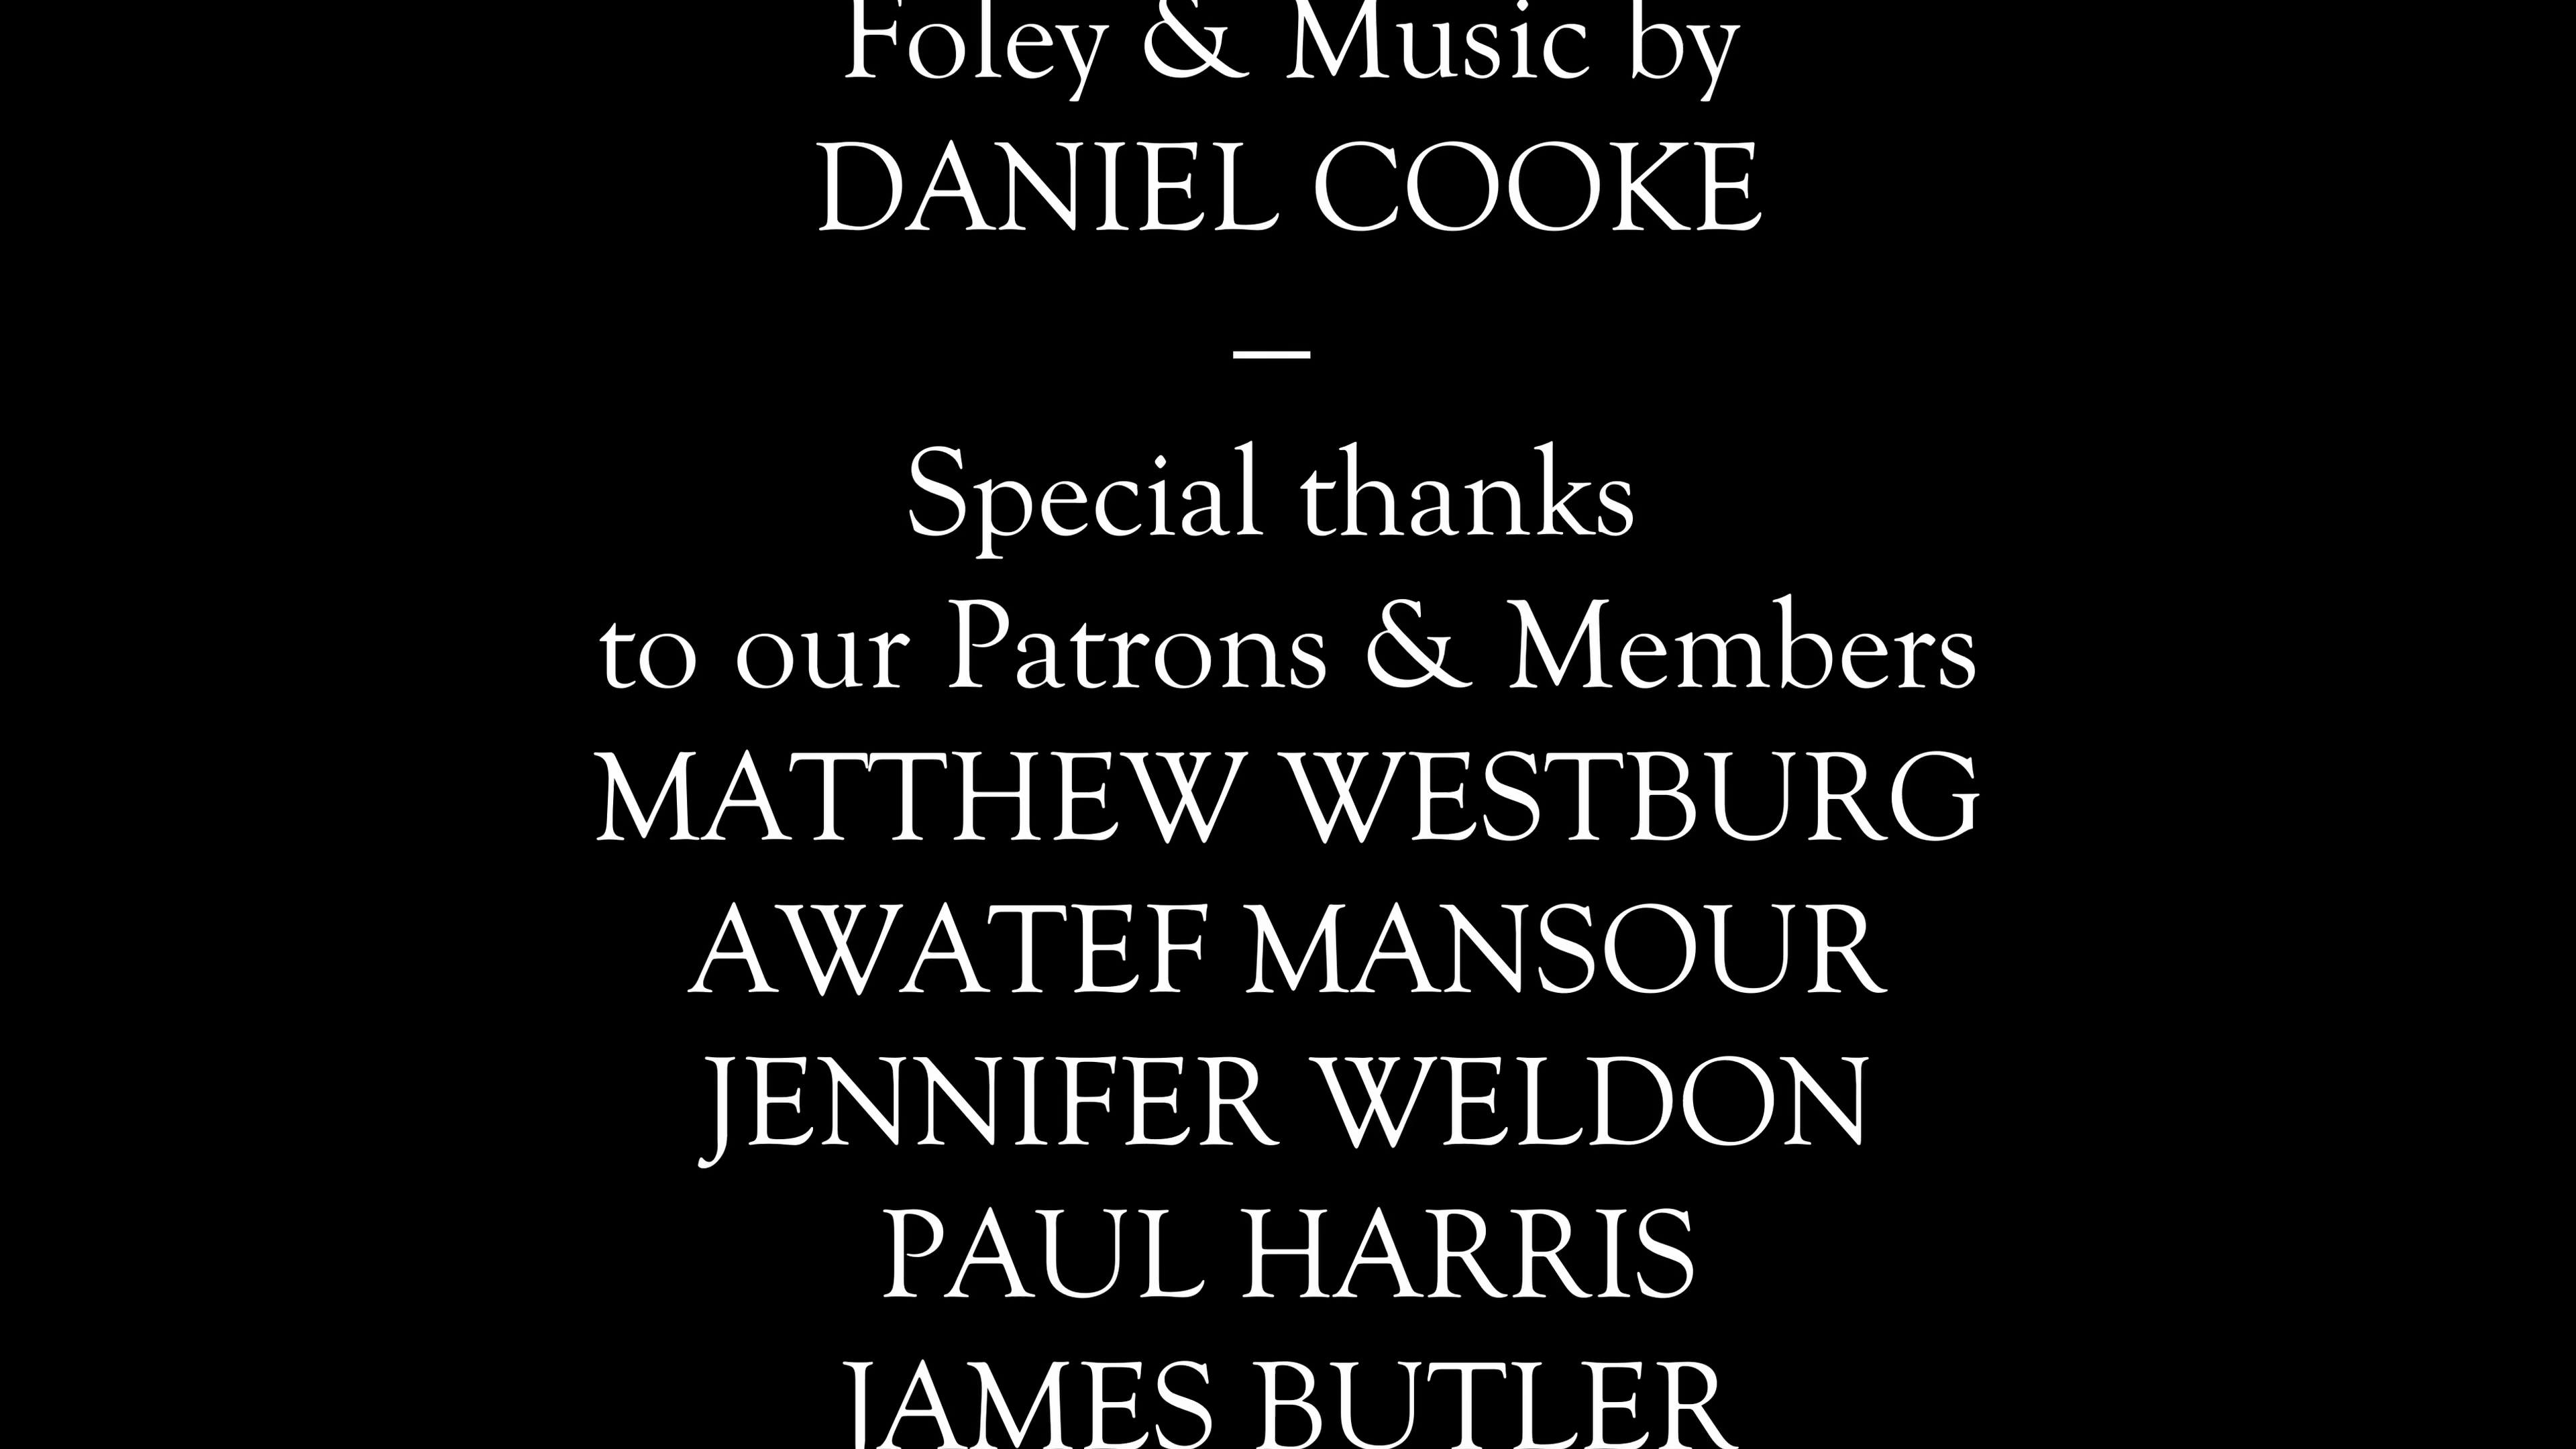 Foley & Music by
DANIEL COOKE
—
Special thanks
to our Patrons & Members
MATTHEW WESTBURG
AWATEF MANSOUR
JENNIFER WELDON
PAUL HARRIS
JAMES BUTLER